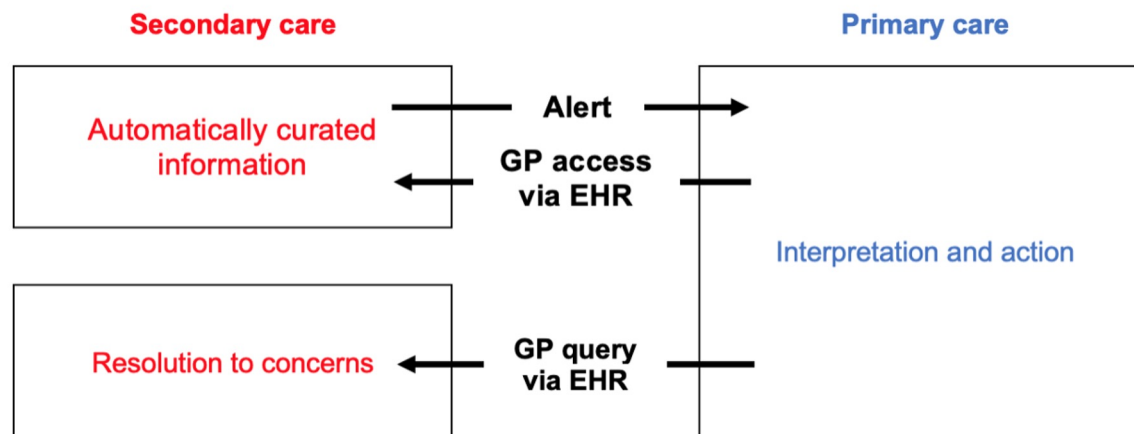 Secondary care
Primary care
Automatically curated
information
Alert
GP access
via EHR
Interpretation and action
Resolution to concerns
GP query
via EHR